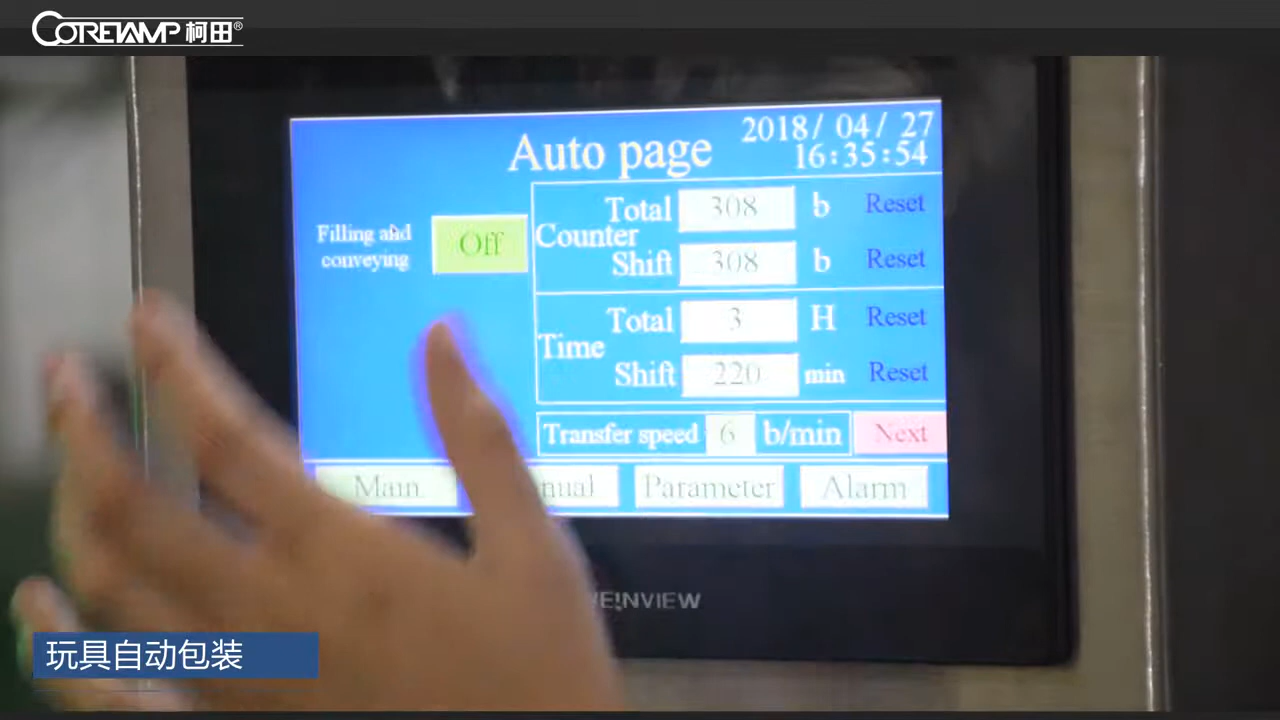 CORETAMP 柯田®
Auto page
2018/ 04/ 27
16:35:54
Filling and conveying
Off
Counter
Total 308 b Reset
Shift 308 b Reset
Time
Total 3 H Reset
Shift 220 min Reset
Transfer speed 6 b/min Next
Main nual Parameter Alarm
WEINVIEW
玩具自动包装